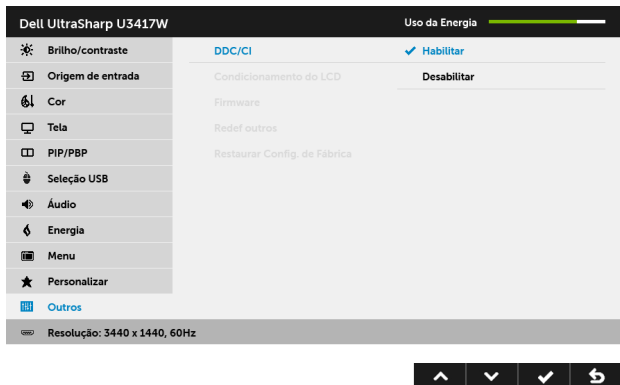 Dell UltraSharp U3417W
Uso da Energia
Brilho/contraste
DDC/CI
Habilitar
Origem de entrada
Condicionamento do LCD
Desabilitar
Cor
Firmware
Tela
Redef outros
PIP/PBP
Restaurar Config. de Fábrica
Seleção USB
Áudio
Energia
Menu
Personalizar
Outros
Resolução: 3440 x 1440, 60Hz